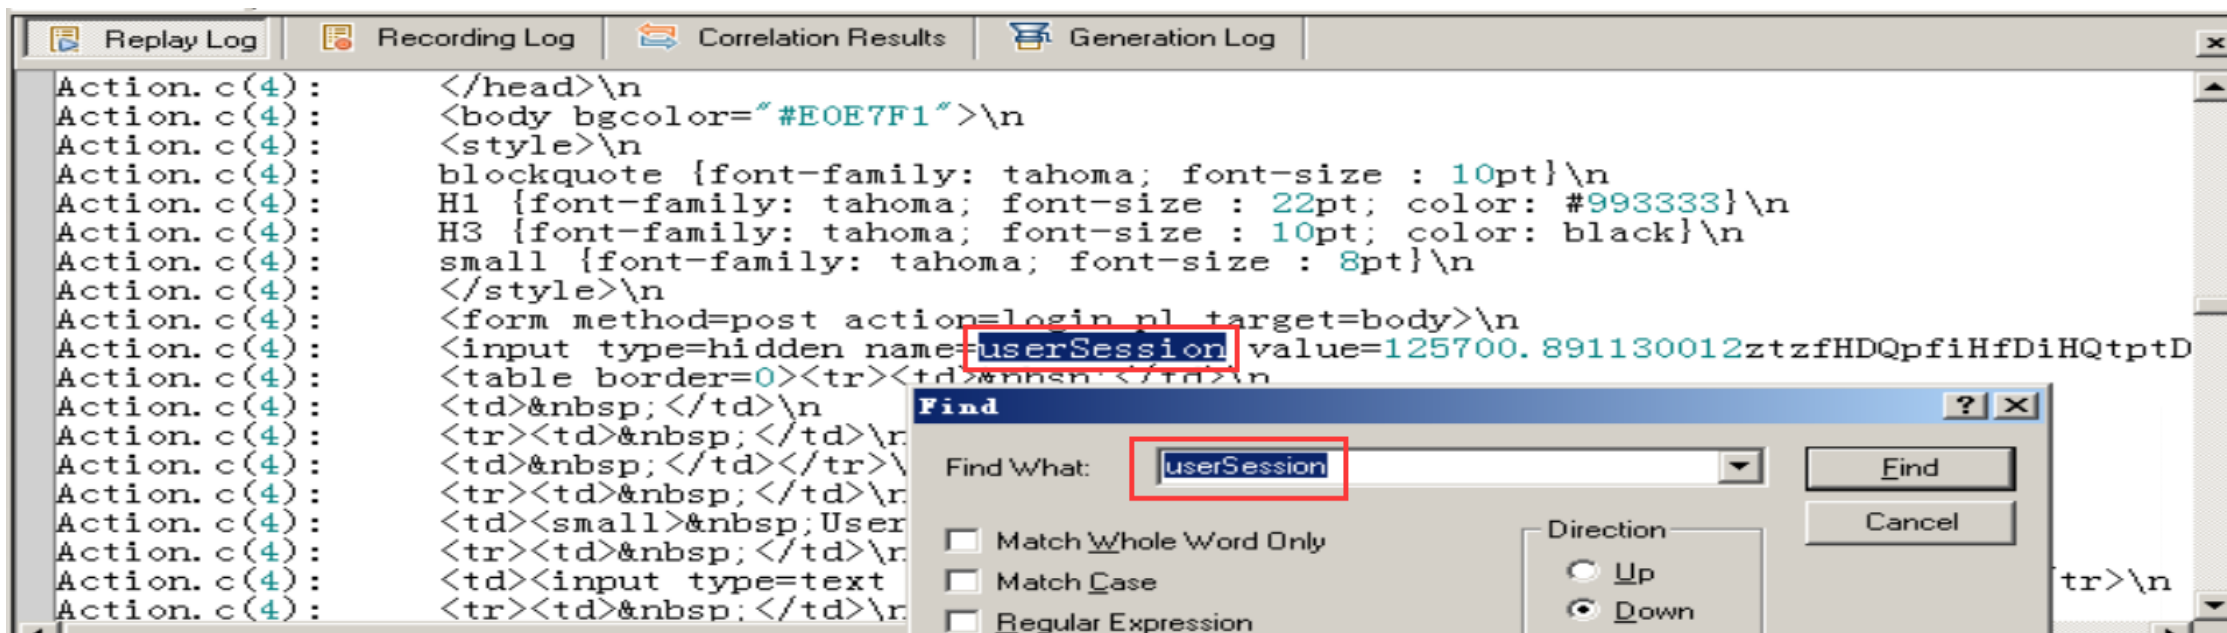 Replay Log Recording Log Correlation Results Generation Log
Action.c(4): </head>\n
Action.c(4): <body bgcolor="#E0E7F1">\n
Action.c(4): <style>\n
Action.c(4): blockquote {font-family: tahoma; font-size : 10pt}\n
Action.c(4): H1 {font-family: tahoma; font-size : 22pt; color: #993333}\n
Action.c(4): H3 {font-family: tahoma; font-size : 10pt; color: black}\n
Action.c(4): small {font-family: tahoma; font-size : 8pt}\n
Action.c(4): </style>\n
Action.c(4): <form method=post action=login.pl target=body>\n
Action.c(4): <input type=hidden name=userSession value=125700.891130012ztzfHDQpfiHfDiHQtptD
Action.c(4): <table border=0><tr><td>&nbsp;</td>\n
Action.c(4): <td>&nbsp;</td>\n
Action.c(4): <tr><td>&nbsp;</td>\n
Action.c(4): <td>&nbsp;</td></tr>\
Action.c(4): <tr><td>&nbsp;</td>\n
Action.c(4): <td><small>&nbsp;User
Action.c(4): <tr><td>&nbsp;</td>\n
Action.c(4): <td><input type=text tr>\n
Action.c(4): <tr><td>&nbsp;</td>\n
Find
Find What: userSession Find
Cancel
Match Whole Word Only
Match Case
Regular Expression
Direction
Up
Down